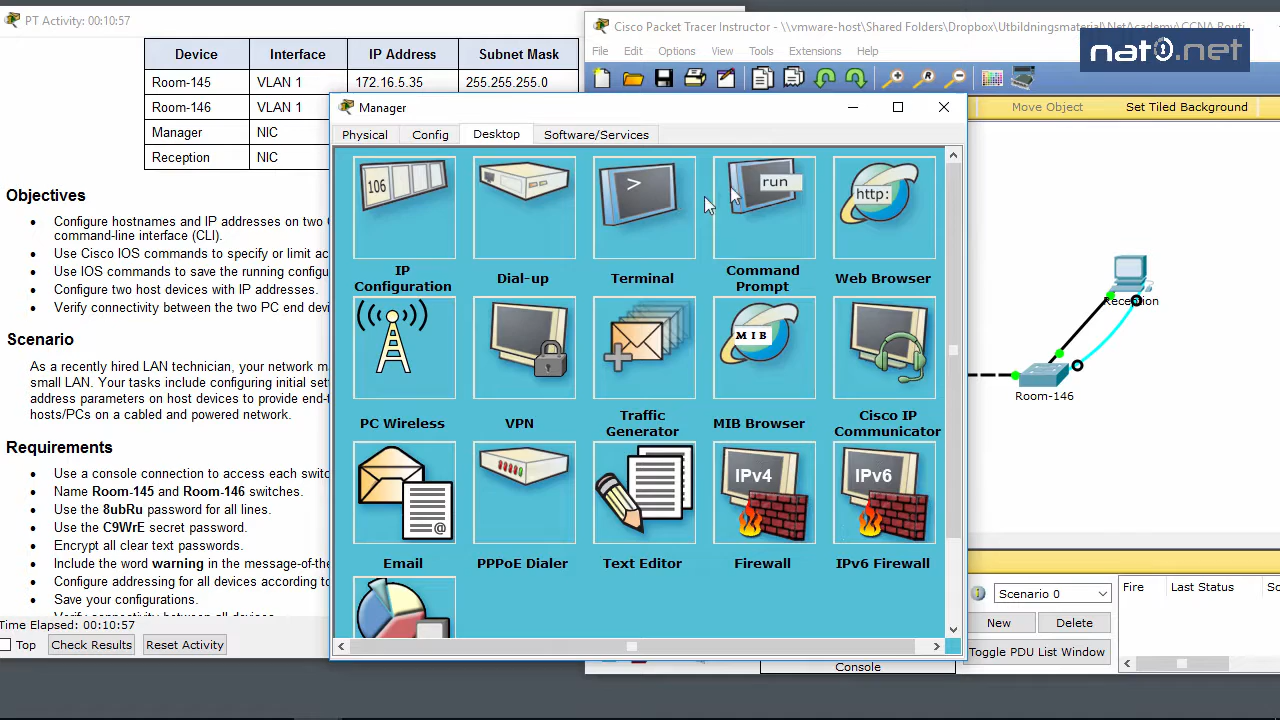 PT Activity: 00:10:57
Device Interface IP Address Subnet Mask
Room-145 VLAN 1 172.16.5.35 255.255.255.0
Room-146 VLAN 1
Manager NIC
Reception NIC
Objectives
Configure hostnames and IP addresses on two
command-line interface (CLI).
Use Cisco IOS commands to specify or limit
Use IOS commands to save the running
Configure two host devices with IP addresses.
Verify connectivity between the two PC end
Scenario
As a recently hired LAN technician, your network
small LAN. Your tasks include configuring initial
address parameters on host devices to provide
hosts/PCs on a cabled and powered network.
Requirements
Use a console connection to access each
Name Room-145 and Room-146 switches.
Use the 8ubRu password for all lines.
Use the C9WrE secret password.
Encrypt all clear text passwords.
Include the word warning in the
Configure addressing for all devices according
Save your configurations.
Time Elapsed: 00:10:57
Top Check Results Reset Activity
Cisco Packet Tracer Instructor - \\vmware-host\Shared Folders\Dropbox\Utbildningsmaterial\NetAcademy\CCNA
File Edit Options View Tools Extensions Help
nat0.net
Move Object Set Tiled Background
Manager
Physical Config Desktop Software/Services
106
>
run
http:
IP Configuration Dial-up Terminal Command Prompt Web Browser
MIB
PC Wireless VPN Traffic Generator MIB Browser Cisco IP Communicator
@
IPv4
IPv6
Email PPPoE Dialer Text Editor Firewall IPv6 Firewall
Reception
Room-146
Scenario 0
Fire Last Status
New Delete
Toggle PDU List Window
Console